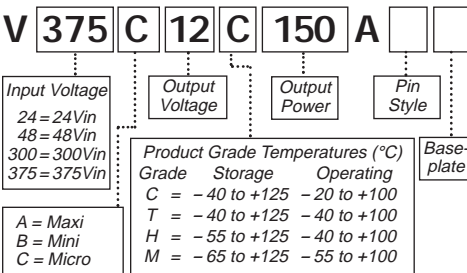 V 375 C 12 C 150 A
Input Voltage
24 = 24Vin
48 = 48Vin
300 = 300Vin
375 = 375Vin
Output
Voltage
Output
Power
Pin
Style
Base-
plate
Product Grade Temperatures (°C)
Grade Storage Operating
C = – 40 to +125 – 20 to +100
T = – 40 to +125 – 40 to +100
H = – 55 to +125 – 40 to +100
M = – 65 to +125 – 55 to +100
A = Maxi
B = Mini
C = Micro